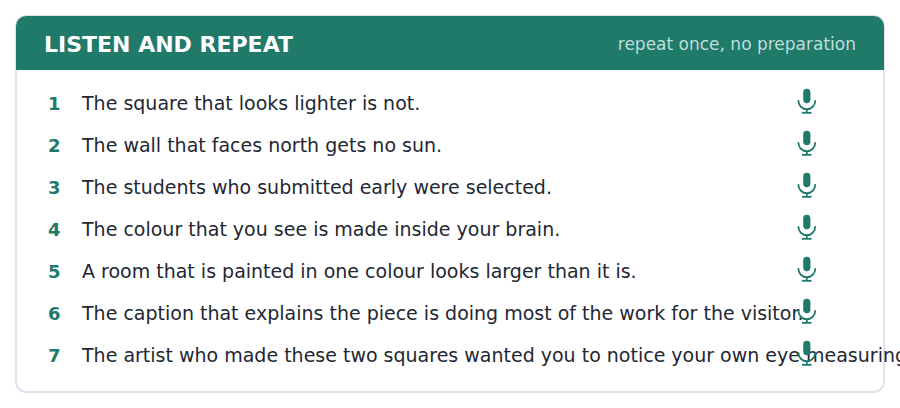 LISTEN AND REPEAT
repeat once, no preparation
1 The square that looks lighter is not.
2 The wall that faces north gets no sun.
3 The students who submitted early were selected.
4 The colour that you see is made inside your brain.
5 A room that is painted in one colour looks larger than it is.
6 The caption that explains the piece is doing most of the work for the visitor.
7 The artist who made these two squares wanted you to notice your own eye measuring